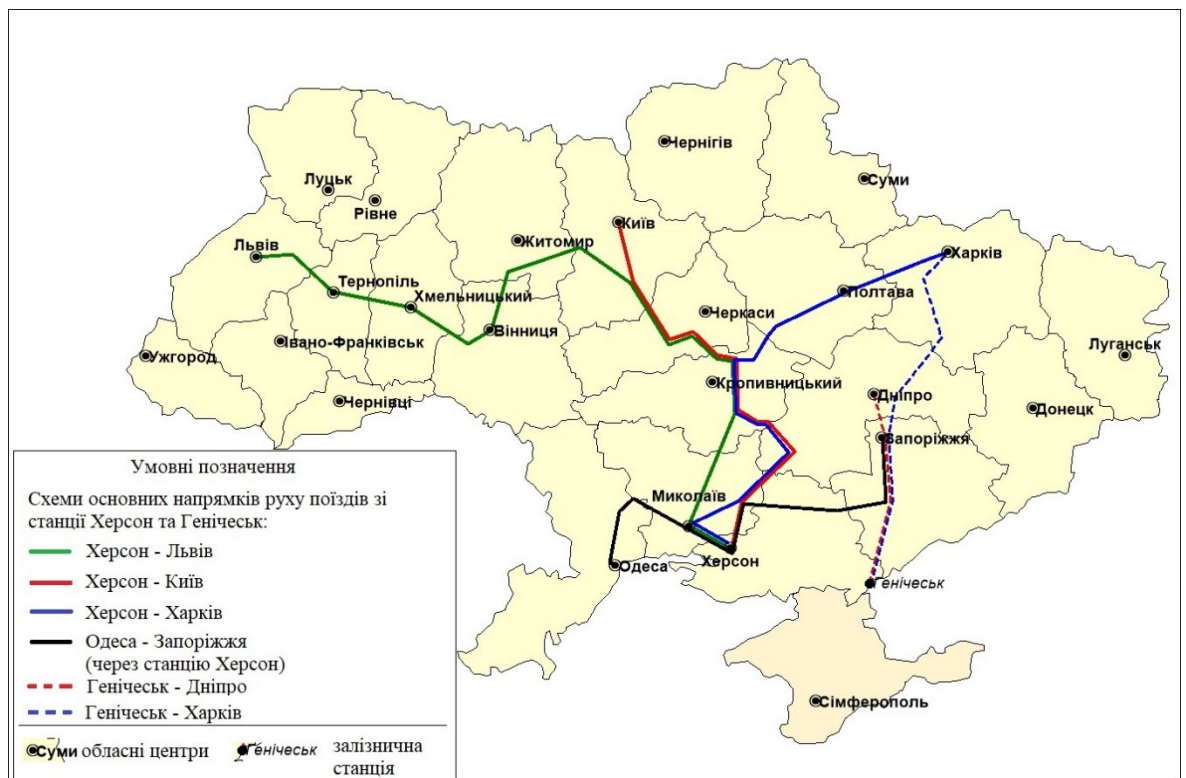 Чернігів
Луцьк
Суми
Рівне
Київ
Житомир
Львів
Харків
Тернопіль
Хмельницький
Полтава
Черкаси
Вінниця
Івано-Франківськ
Ужгород
Луганськ
Кропивницький
Дніпро
Чернівці
Донецк
Запоріжжя
Миколаїв
Херсон
Одеса
Генічеськ
Сімферополь
Умовні позначення
Схеми основних напрямків руху поїздів зі
станції Херсон та Генічеськ:
Херсон - Львів
Херсон - Київ
Херсон - Харків
Одеса - Запоріжжя
(через станцію Херсон)
Генічеськ - Дніпро
Генічеськ - Харків
Суми обласні центри
Генічеськ залізнична
станція